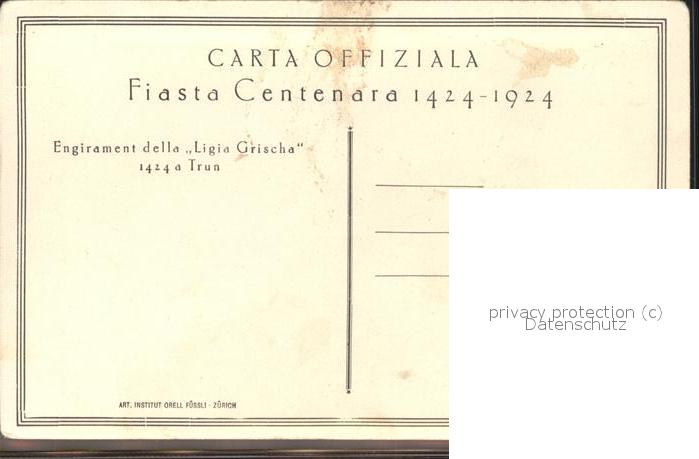 CARTA OFFIZIALA
Fiasta Centenara 1424-1924
Engirament della „Ligia Grischa"
1424 a Trun
privacy protection (c)
Datenschutz
ART. INSTITUT ORELL FÜSSLI - ZÜRICH